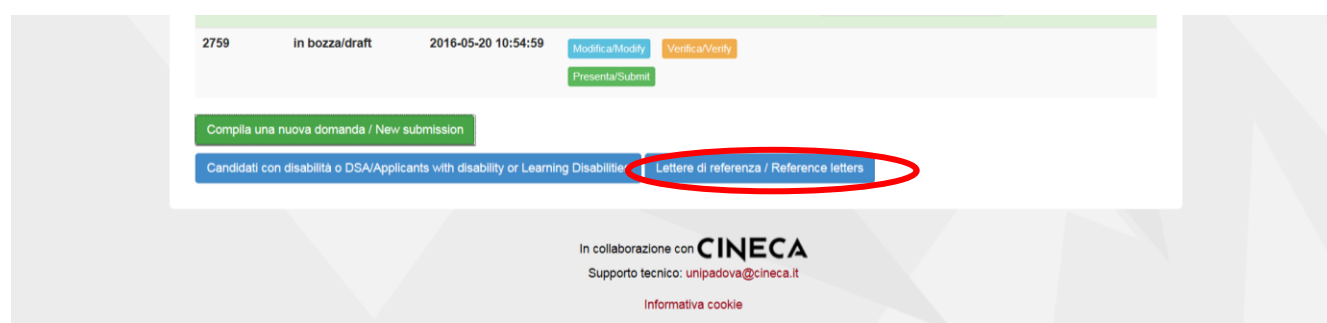 2759 in bozza/draft 2016-05-20 10:54:59 Modifica/Modify Verifica/Verify
Presenta/Submit
Compila una nuova domanda / New submission
Candidati con disabilità o DSA/Applicants with disability or Learning Disabilities Lettere di referenza / Reference letters
In collaborazione con CINECA
Supporto tecnico: unipadova@cineca.it
Informativa cookie